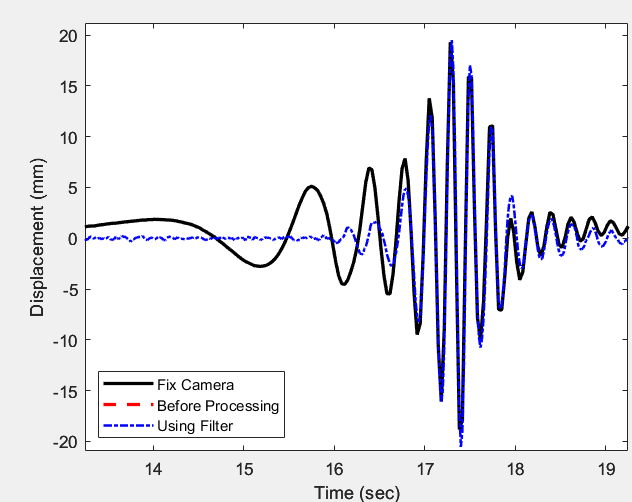 20
15
10
5
0
-5
-10
-15
-20
Displacement (mm)
Fix Camera
Before Processing
Using Filter
14 15 16 17 18 19
Time (sec)